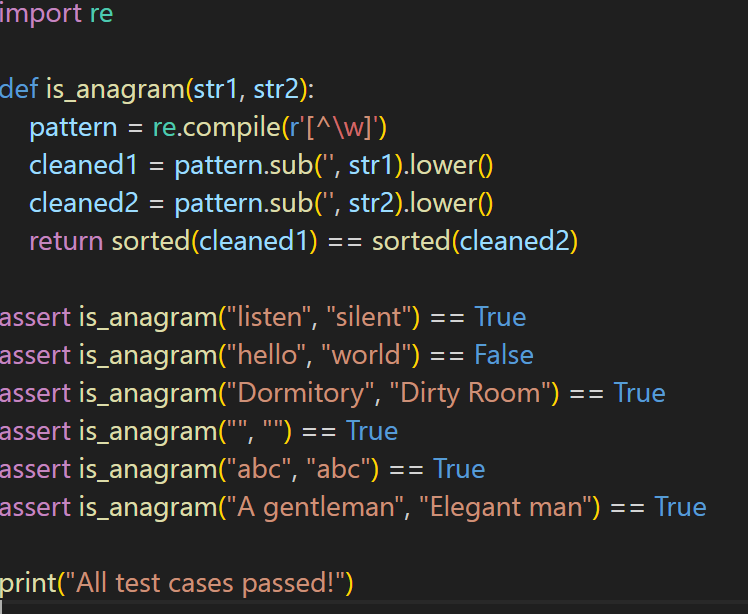 import re
def is_anagram(str1, str2):
    pattern = re.compile(r'[^\w]')
    cleaned1 = pattern.sub('', str1).lower()
    cleaned2 = pattern.sub('', str2).lower()
    return sorted(cleaned1) == sorted(cleaned2)
assert is_anagram("listen", "silent") == True
assert is_anagram("hello", "world") == False
assert is_anagram("Dormitory", "Dirty Room") == True
assert is_anagram("", "") == True
assert is_anagram("abc", "abc") == True
assert is_anagram("A gentleman", "Elegant man") == True
print("All test cases passed!")